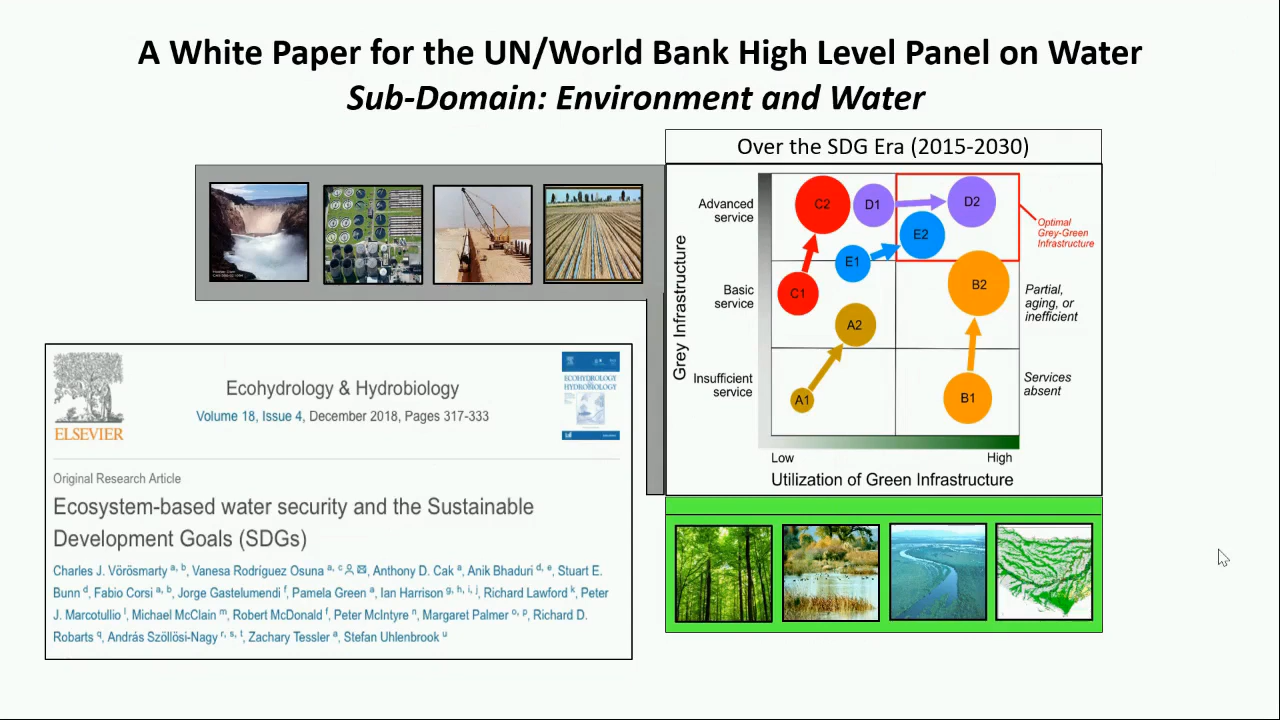 A White Paper for the UN/World Bank High Level Panel on Water
Sub-Domain: Environment and Water
Over the SDG Era (2015-2030)
Grey Infrastructure
Advanced
service
Basic
service
Insufficient
service
C2
D1
D2
E2
E1
C1
B2
A2
A1
B1
Optimal
Grey-Green
Infrastructure
Partial,
aging, or
inefficient
Services
absent
Low
High
Utilization of Green Infrastructure
ELSEVIER
Ecohydrology & Hydrobiology
Volume 18, Issue 4, December 2018, Pages 317-333
ECOHYDROLOGY
HYDROBIOLOGY
Original Research Article
Ecosystem-based water security and the Sustainable
Development Goals (SDGs)
Charles J. Vörösmarty a, b, Vanesa Rodríguez Osuna a, c, Anthony D. Cak a, Anik Bhaduri d, e, Stuart E.
Bunn d, Fabio Corsi a, b, Jorge Gastelumendi f, Pamela Green a, Ian Harrison g, h, i, j, Richard Lawford k, Peter
J. Marcotullio l, Michael McClain m, Robert McDonald f, Peter McIntyre n, Margaret Palmer o, p, Richard D.
Robarts q, András Szöllösi-Nagy r, s, t, Zachary Tessler a, Stefan Uhlenbrook u